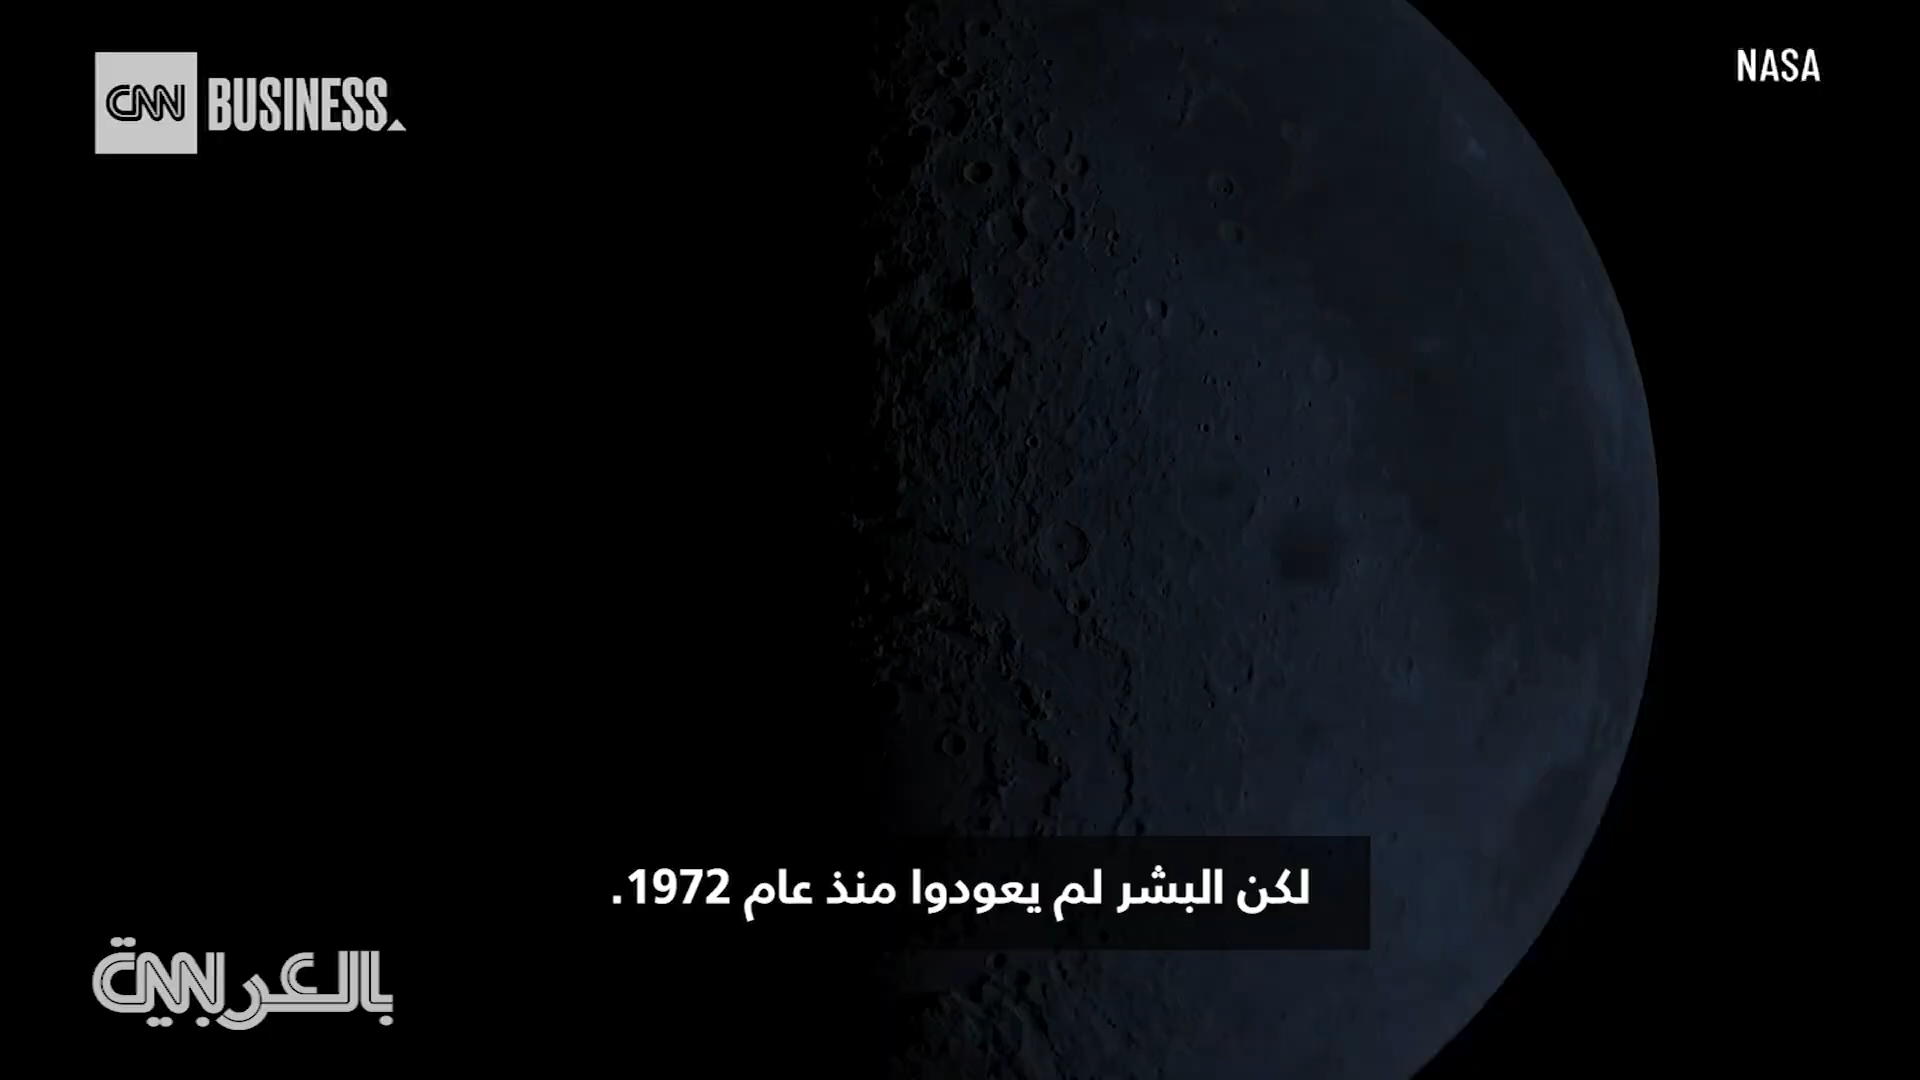 CNN BUSINESS
NASA
لكن البشر لم يعودوا منذ عام 1972.
CNN بالعربية